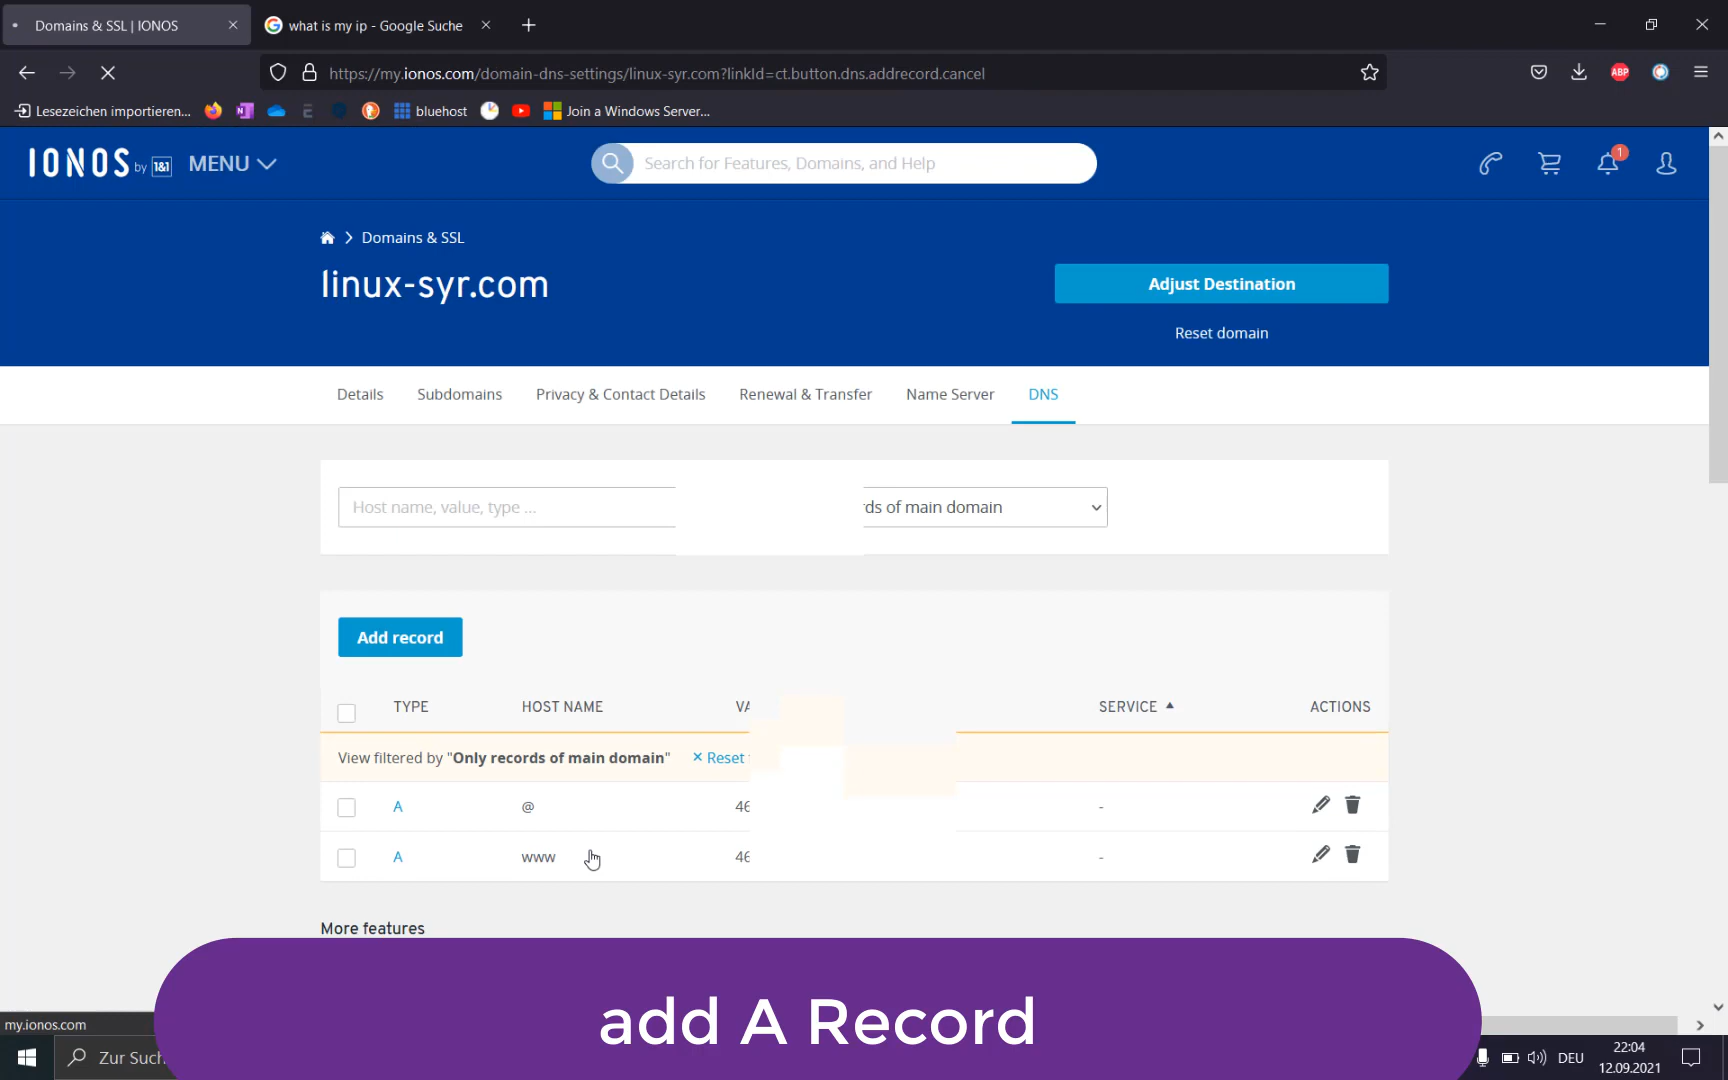 Domains & SSL | IONOS
what is my ip - Google Suche
https://my.ionos.com/domain-dns-settings/linux-syr.com?linkId=ct.button.dns.addrecord.cancel
ABP
Lesezeichen importieren...
bluehost
Join a Windows Server...
IONOS by 1&1 MENU
Search for Features, Domains, and Help
1
Domains & SSL
linux-syr.com
Adjust Destination
Reset domain
Details Subdomains Privacy & Contact Details Renewal & Transfer Name Server DNS
Host name, value, type ...
ds of main domain
Add record
TYPE HOST NAME VA SERVICE ACTIONS
View filtered by "Only records of main domain" × Reset
A @ 46 -
A www 46 -
More features
add A Record
my.ionos.com
Zur Such
DEU
22:04
12.09.2021